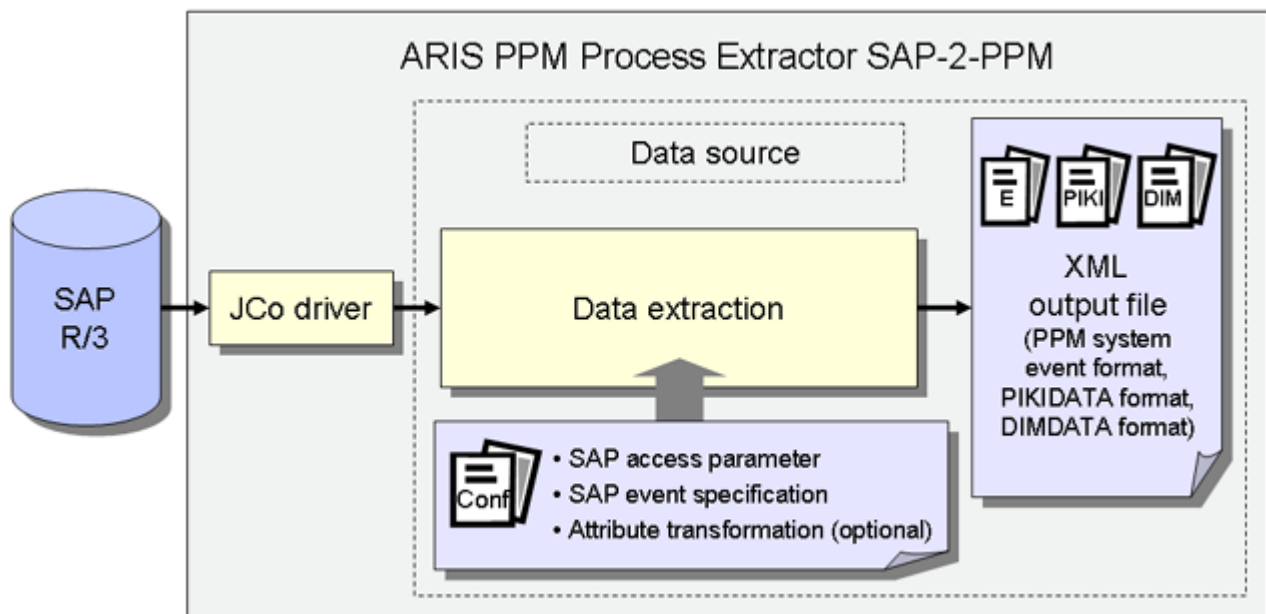 ARIS PPM Process Extractor SAP-2-PPM
Data source
SAP
R/3
JCo driver
Data extraction
E
PIKI
DIM
XML
output file
(PPM system
event format,
PIKIDATA format,
DIMDATA format)
Conf
• SAP access parameter
• SAP event specification
• Attribute transformation (optional)